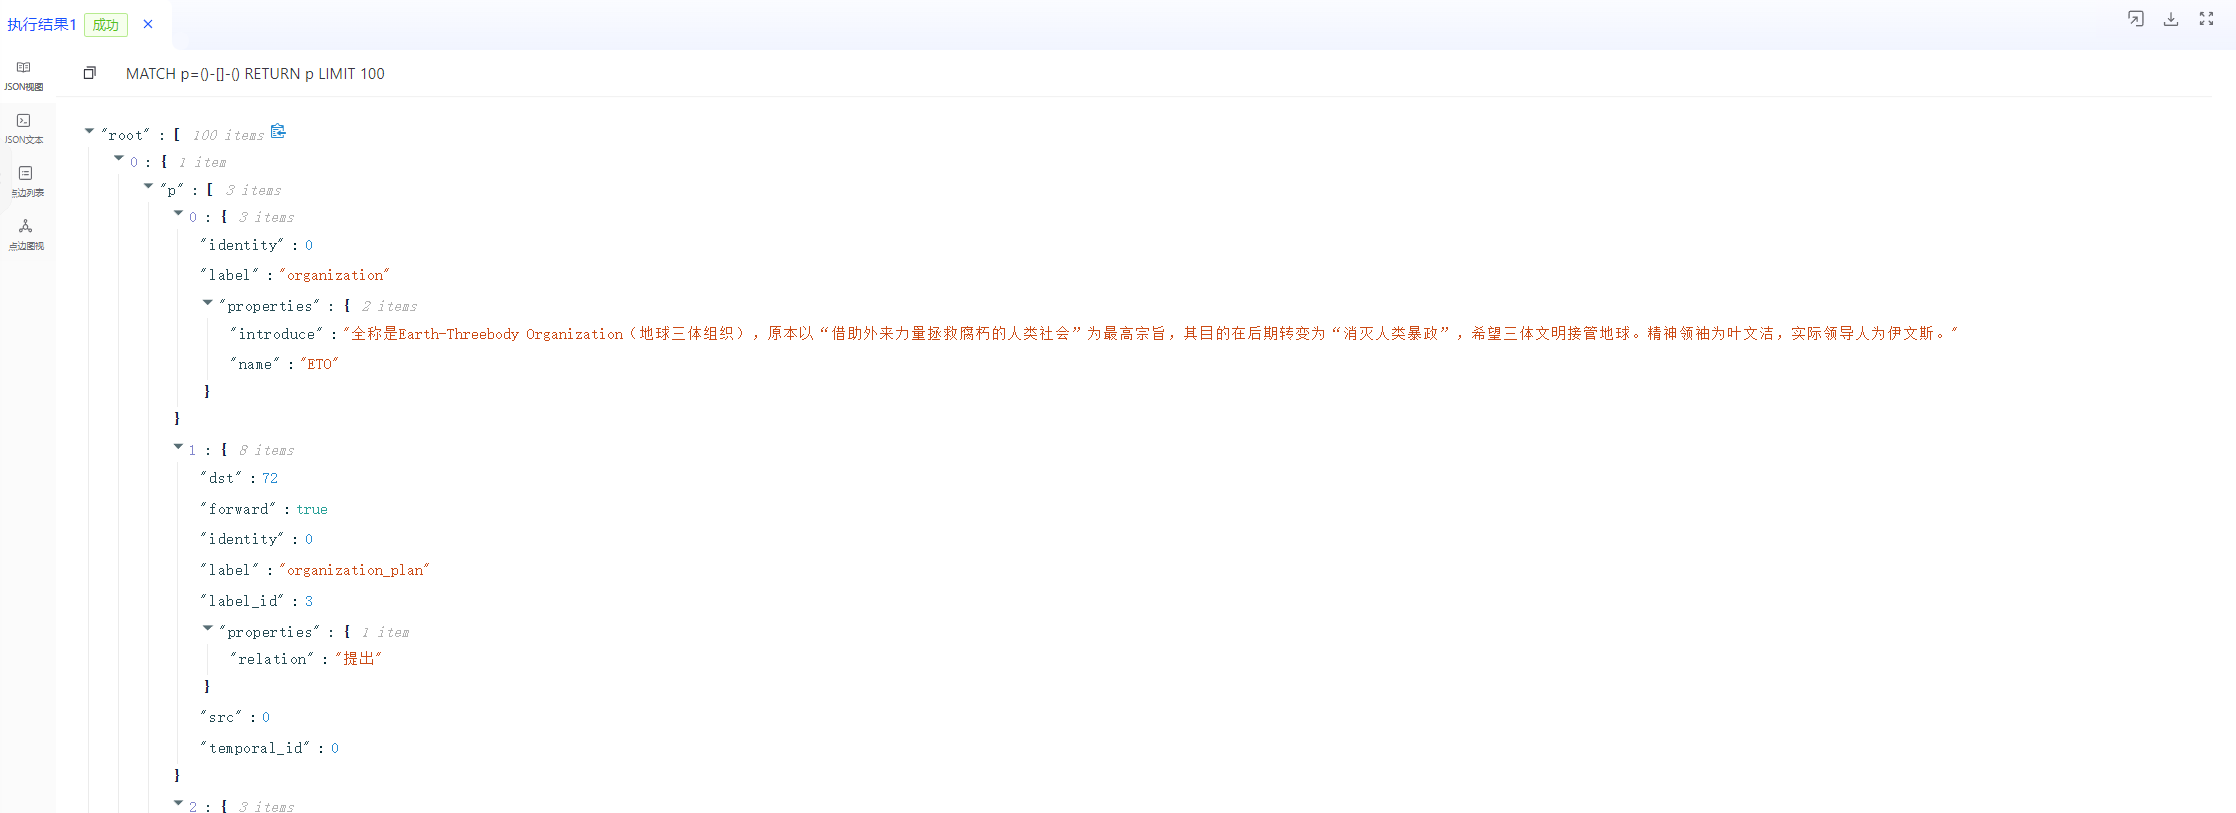 执行结果1 成功
JSON视图
JSON文本
点边列表
点边图视
MATCH p=()-[]-() RETURN p LIMIT 100
"root" : [ 100 items
0 : { 1 item
"p" : [ 3 items
0 : { 3 items
"identity" : 0
"label" : "organization"
"properties" : { 2 items
"introduce" : "全称是Earth-Threebody Organization（地球三体组织），原本以“借助外来力量拯救腐朽的人类社会”为最高宗旨，其目的在后期转变为“消灭人类暴政”，希望三体文明接管地球。精神领袖为叶文洁，实际领导人为伊文斯。"
"name" : "ETO"
}
}
1 : { 8 items
"dst" : 72
"forward" : true
"identity" : 0
"label" : "organization_plan"
"label_id" : 3
"properties" : { 1 item
"relation" : "提出"
}
"src" : 0
"temporal_id" : 0
}
2 : { 3 items